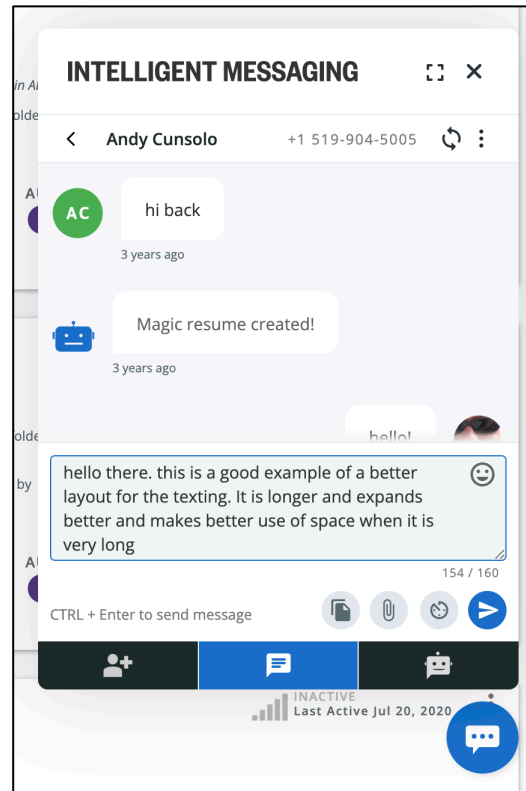 INTELLIGENT MESSAGING
Andy Cunsolo +1 519-904-5005
AC
hi back
3 years ago
Magic resume created!
3 years ago
hello!
hello there. this is a good example of a better
layout for the texting. It is longer and expands
better and makes better use of space when it is
very long
154 / 160
CTRL + Enter to send message
by
INACTIVE
Last Active Jul 20, 2020